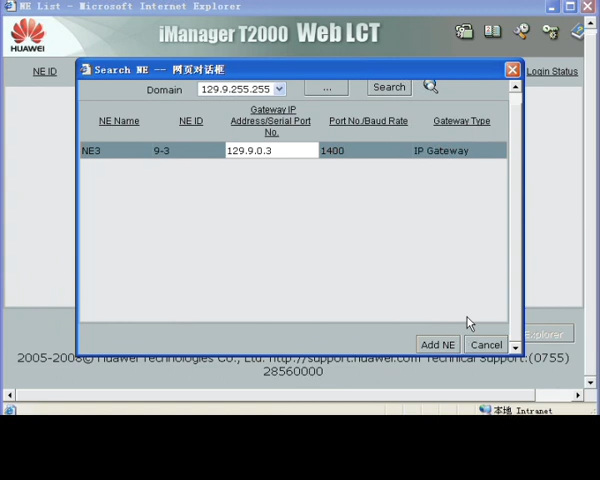 NE List - Microsoft Internet Explorer
HUAWEI
iManager T2000 Web LCT
NE ID
Login Status
Search NE -- 网页对话框
Domain 129.9.255.255 ... Search
NE Name NE ID Gateway IP Address/Serial Port No. Port No./Baud Rate Gateway Type
NE3 9-3 129.9.0.3 1400 IP Gateway
Add NE Cancel
Explorer
2005-2008© Huawei Technologies Co., Ltd. http://support.huawei.com Technical Support:(0755)
28560000
本地 Intranet